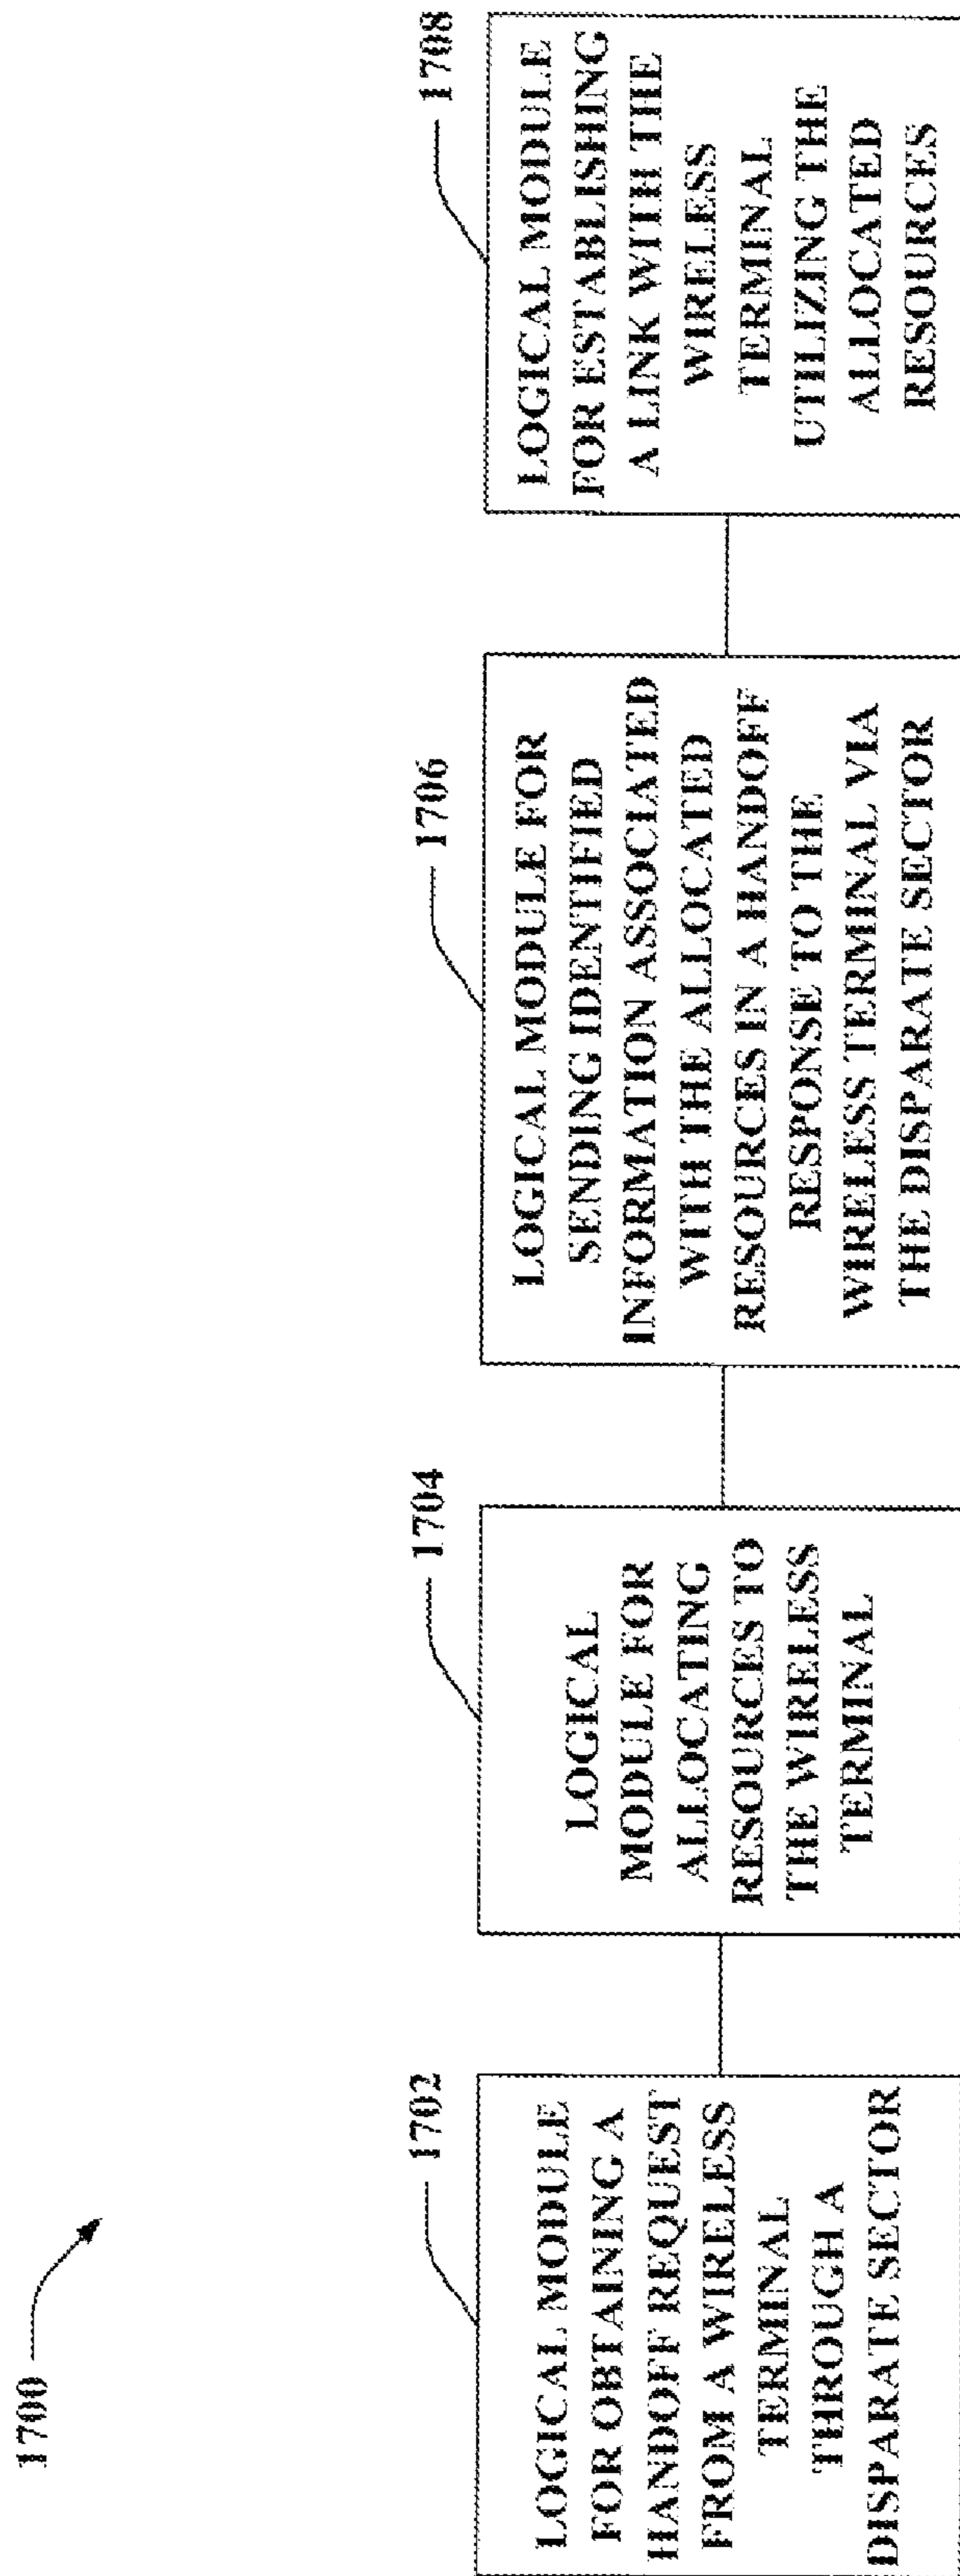 1700
1702
LOGICAL MODULE
FOR OBTAINING A
HANDOFF REQUEST
FROM A WIRELESS
TERMINAL
THROUGH A
DISPARATE SECTOR
1704
LOGICAL
MODULE FOR
ALLOCATING
RESOURCES TO
THE WIRELESS
TERMINAL
1706
LOGICAL MODULE FOR
SENDING IDENTIFIED
INFORMATION ASSOCIATED
WITH THE ALLOCATED
RESOURCES IN A HANDOFF
RESPONSE TO THE
WIRELESS TERMINAL VIA
THE DISPARATE SECTOR
1708
LOGICAL MODULE
FOR ESTABLISHING
A LINK WITH THE
WIRELESS
TERMINAL
UTILIZING THE
ALLOCATED
RESOURCES